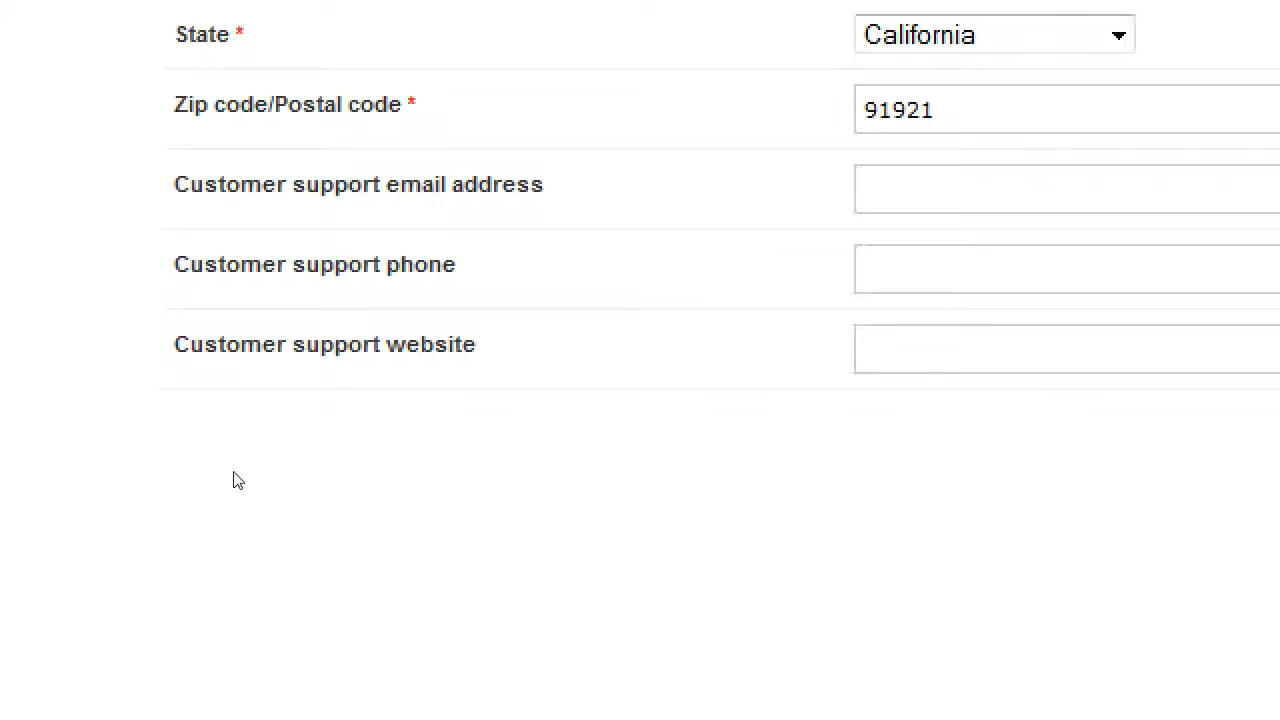 State * California
Zip code/Postal code * 91921
Customer support email address
Customer support phone
Customer support website